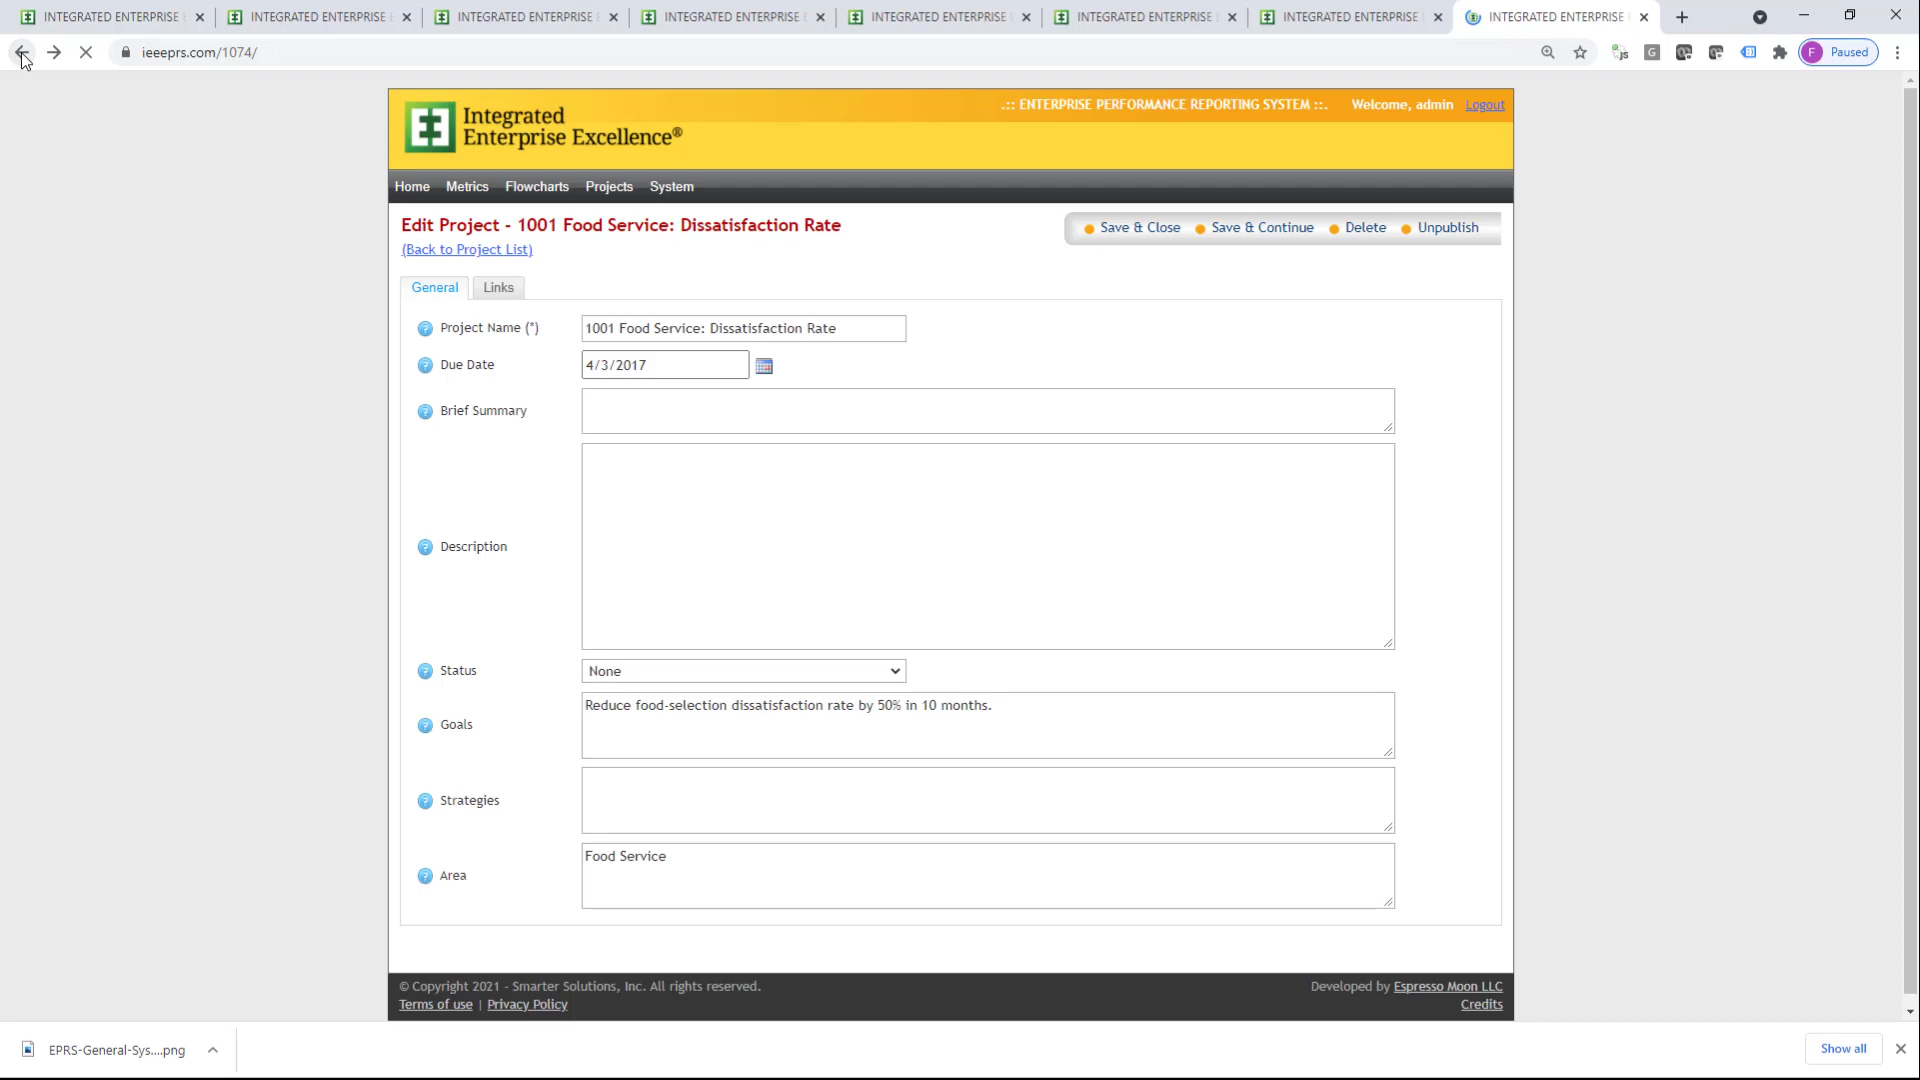 INTEGRATED ENTERPRISE
INTEGRATED ENTERPRISE
INTEGRATED ENTERPRISE
INTEGRATED ENTERPRISE
INTEGRATED ENTERPRISE
INTEGRATED ENTERPRISE
INTEGRATED ENTERPRISE
INTEGRATED ENTERPRISE
ieeeprs.com/1074/
F Paused
Integrated
Enterprise Excellence®
.:: ENTERPRISE PERFORMANCE REPORTING SYSTEM ::. Welcome, admin Logout
Home Metrics Flowcharts Projects System
Edit Project - 1001 Food Service: Dissatisfaction Rate
Save & Close Save & Continue Delete Unpublish
(Back to Project List)
General Links
Project Name (*) 1001 Food Service: Dissatisfaction Rate
Due Date 4/3/2017
Brief Summary
Description
Status None
Goals Reduce food-selection dissatisfaction rate by 50% in 10 months.
Strategies
Area Food Service
© Copyright 2021 - Smarter Solutions, Inc. All rights reserved. Developed by Espresso Moon LLC
Terms of use | Privacy Policy Credits
EPRS-General-Sys....png Show all